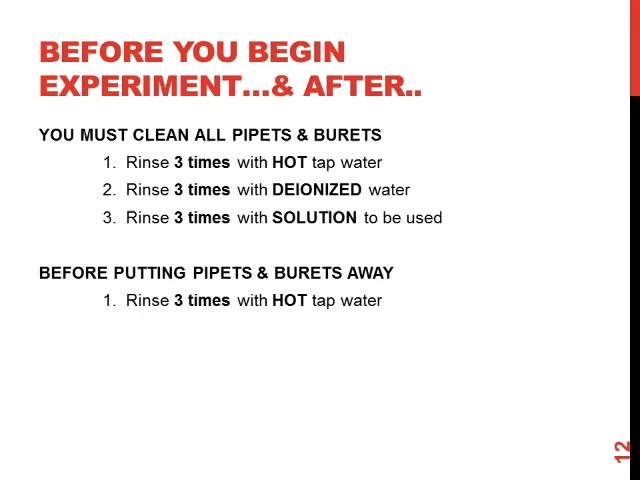 BEFORE YOU BEGIN
EXPERIMENT...& AFTER..
YOU MUST CLEAN ALL PIPETS & BURETS
1. Rinse 3 times with HOT tap water
2. Rinse 3 times with DEIONIZED water
3. Rinse 3 times with SOLUTION to be used
BEFORE PUTTING PIPETS & BURETS AWAY
1. Rinse 3 times with HOT tap water
12